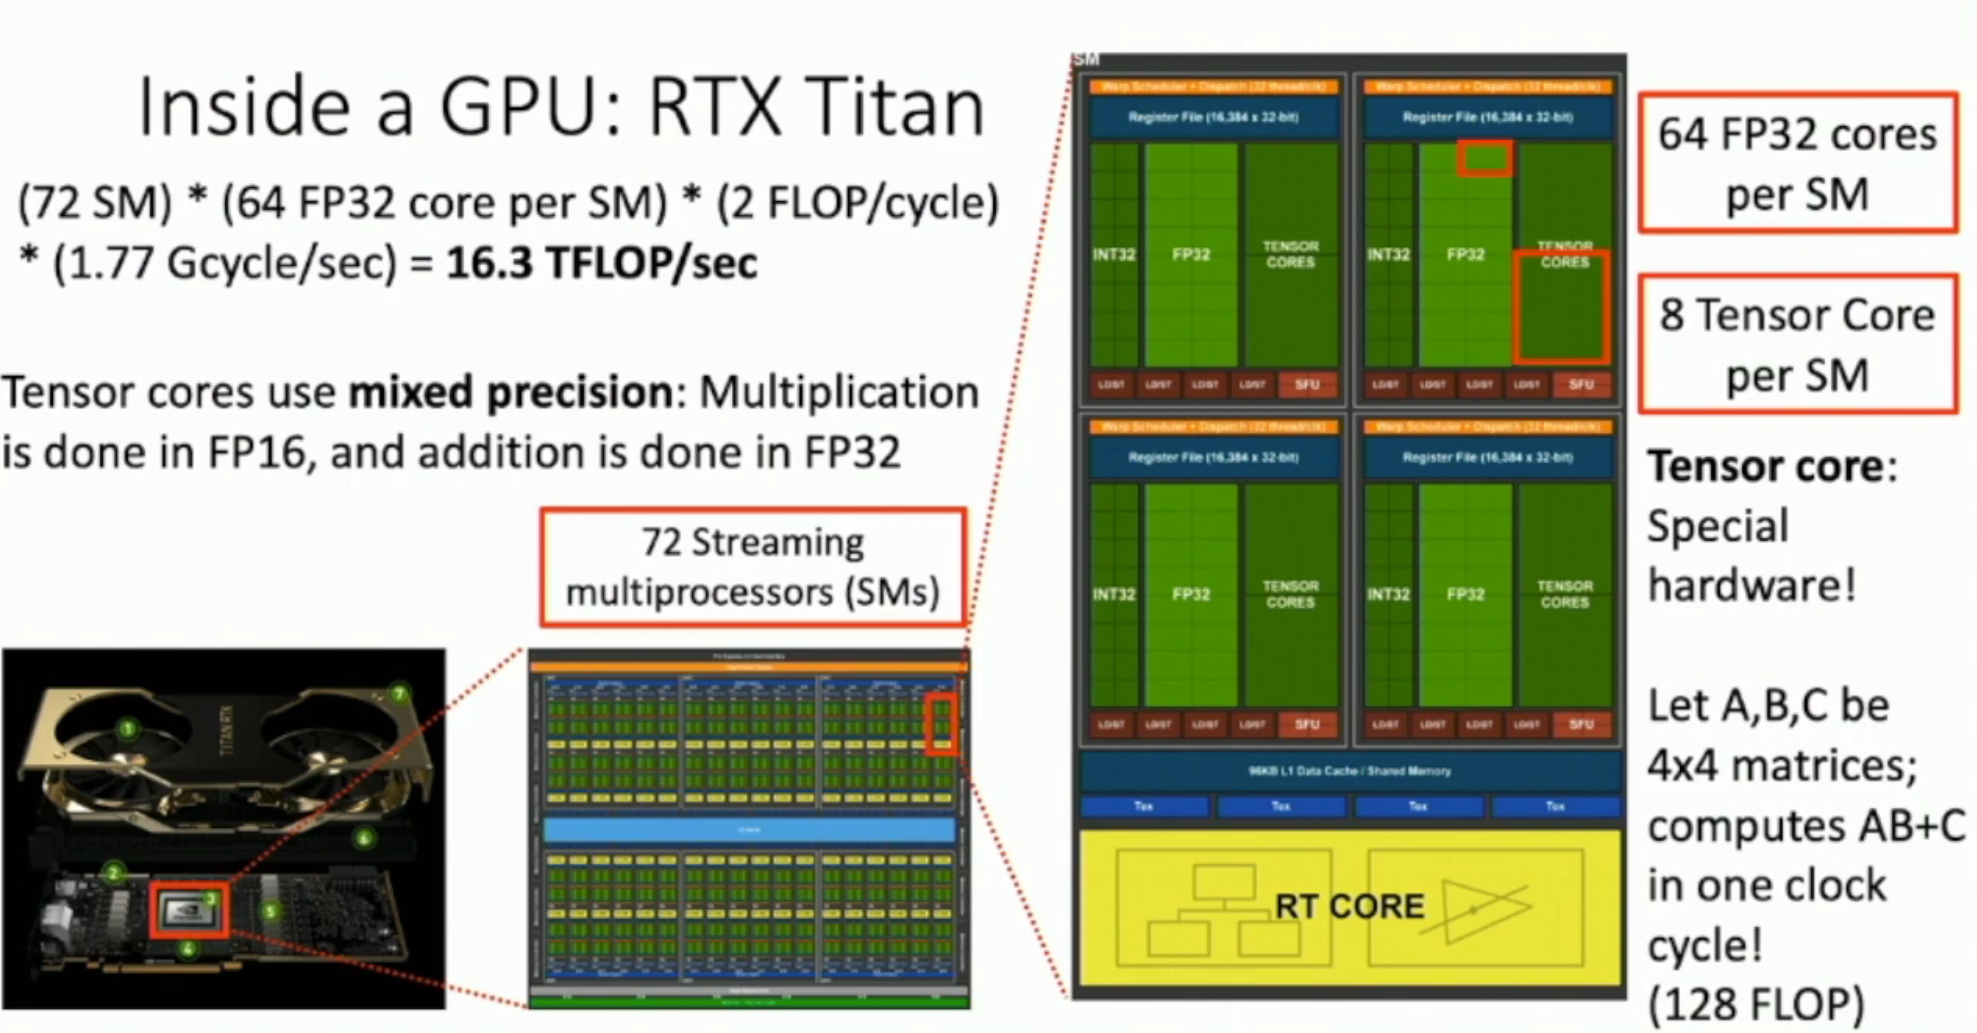 Inside a GPU: RTX Titan
(72 SM) * (64 FP32 core per SM) * (2 FLOP/cycle)
* (1.77 Gcycle/sec) = 16.3 TFLOP/sec
Tensor cores use mixed precision: Multiplication
is done in FP16, and addition is done in FP32
72 Streaming
multiprocessors (SMs)
TITAN RTX
1
7
6
2
3
5
4
SM
Warp Scheduler + Dispatch (32 thread/clk)
Warp Scheduler + Dispatch (32 thread/clk)
Register File (16,384 x 32-bit)
Register File (16,384 x 32-bit)
INT32
FP32
TENSOR
CORES
INT32
FP32
TENSOR
CORES
LD/ST LD/ST LD/ST LD/ST SFU
LD/ST LD/ST LD/ST LD/ST SFU
Warp Scheduler + Dispatch (32 thread/clk)
Warp Scheduler + Dispatch (32 thread/clk)
Register File (16,384 x 32-bit)
Register File (16,384 x 32-bit)
INT32
FP32
TENSOR
CORES
INT32
FP32
TENSOR
CORES
LD/ST LD/ST LD/ST LD/ST SFU
LD/ST LD/ST LD/ST LD/ST SFU
96KB L1 Data Cache / Shared Memory
Tex Tex Tex Tex
RT CORE
64 FP32 cores
per SM
8 Tensor Core
per SM
Tensor core:
Special
hardware!
Let A,B,C be
4x4 matrices;
computes AB+C
in one clock
cycle!
(128 FLOP)